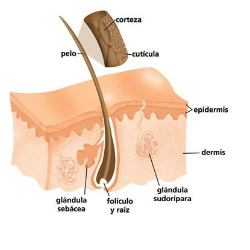 corteza
pelo
cutícula
epidermis
dermis
glándula
sebácea
folículo
y raíz
glándula
sudorípara